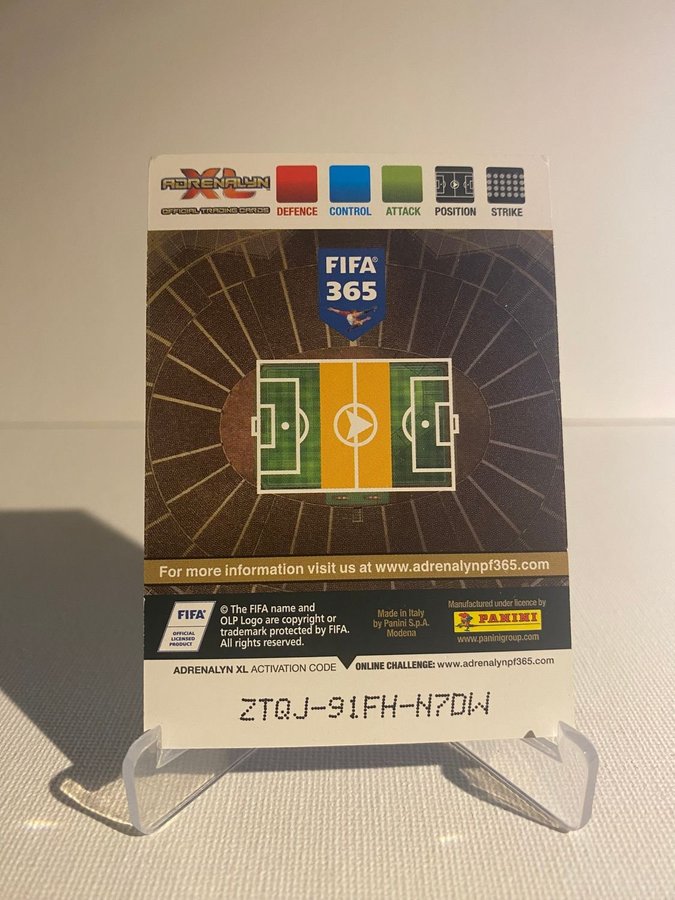 ADRENALYN XL
OFFICIAL TRADING CARDS
DEFENCE CONTROL ATTACK POSITION STRIKE
FIFA®
365
For more information visit us at www.adrenalynpf365.com
FIFA®
OFFICIAL
LICENSED
PRODUCT
© The FIFA name and
OLP Logo are copyright or
trademark protected by FIFA.
All rights reserved.
Made in Italy
by Panini S.p.A.
Modena
Manufactured under licence by
PANINI
www.paninigroup.com
ADRENALYN XL ACTIVATION CODE
ONLINE CHALLENGE: www.adrenalynpf365.com
ZTQJ-91FH-N7DW